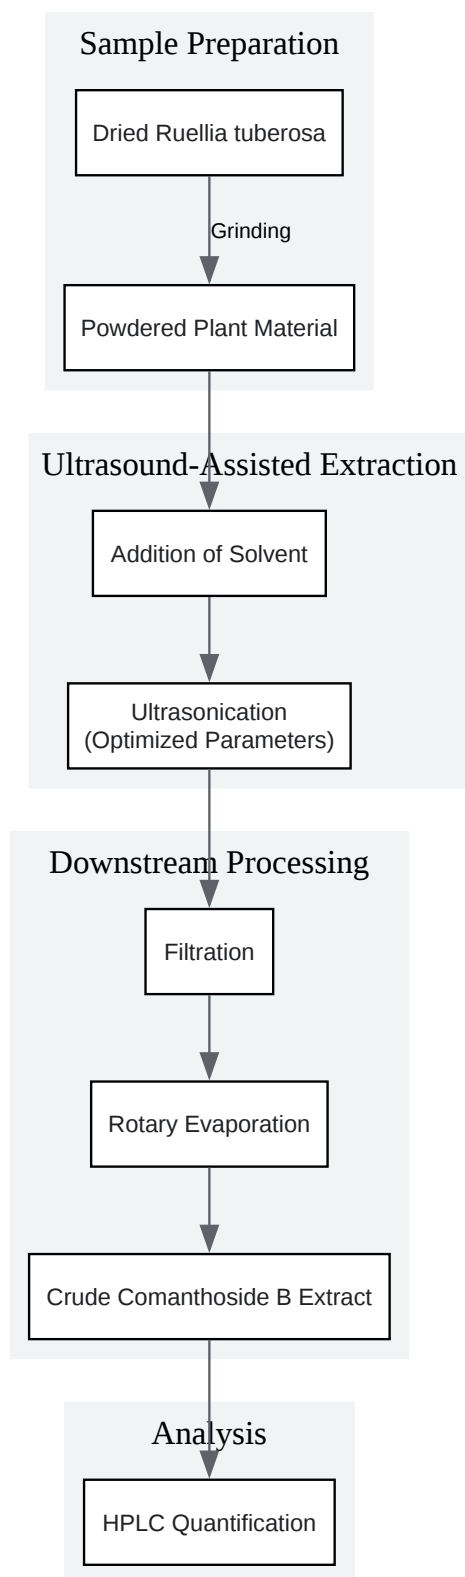 Sample Preparation
Dried Ruellia tuberosa
Grinding
Powdered Plant Material
Ultrasound-Assisted Extraction
Addition of Solvent
Ultrasonication
(Optimized Parameters)
Downstream Processing
Filtration
Rotary Evaporation
Crude Comanthoside B Extract
Analysis
HPLC Quantification